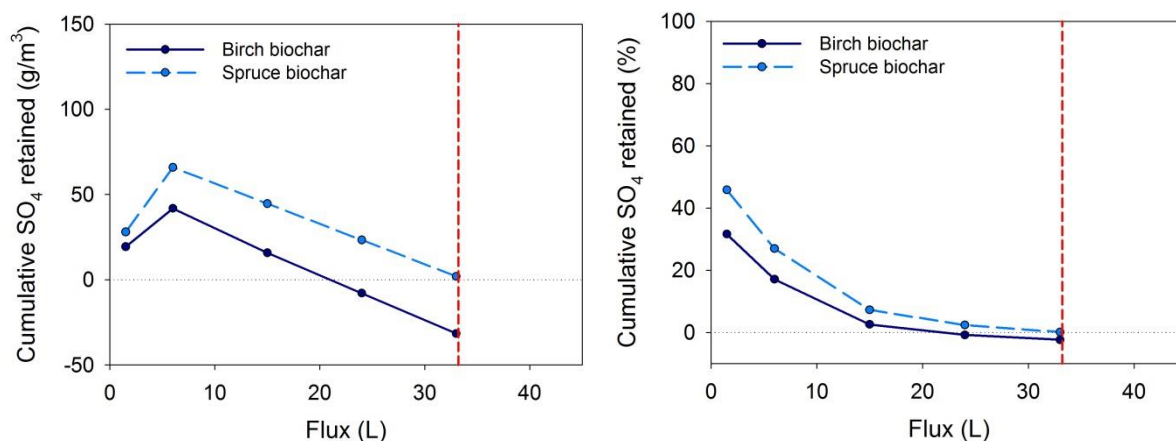 Cumulative SO₄ retained (g/m³)
150
100
50
0
-50
Birch biochar
Spruce biochar
0 10 20 30 40
Flux (L)
Cumulative SO₄ retained (%)
100
80
60
40
20
0
Birch biochar
Spruce biochar
0 10 20 30 40
Flux (L)